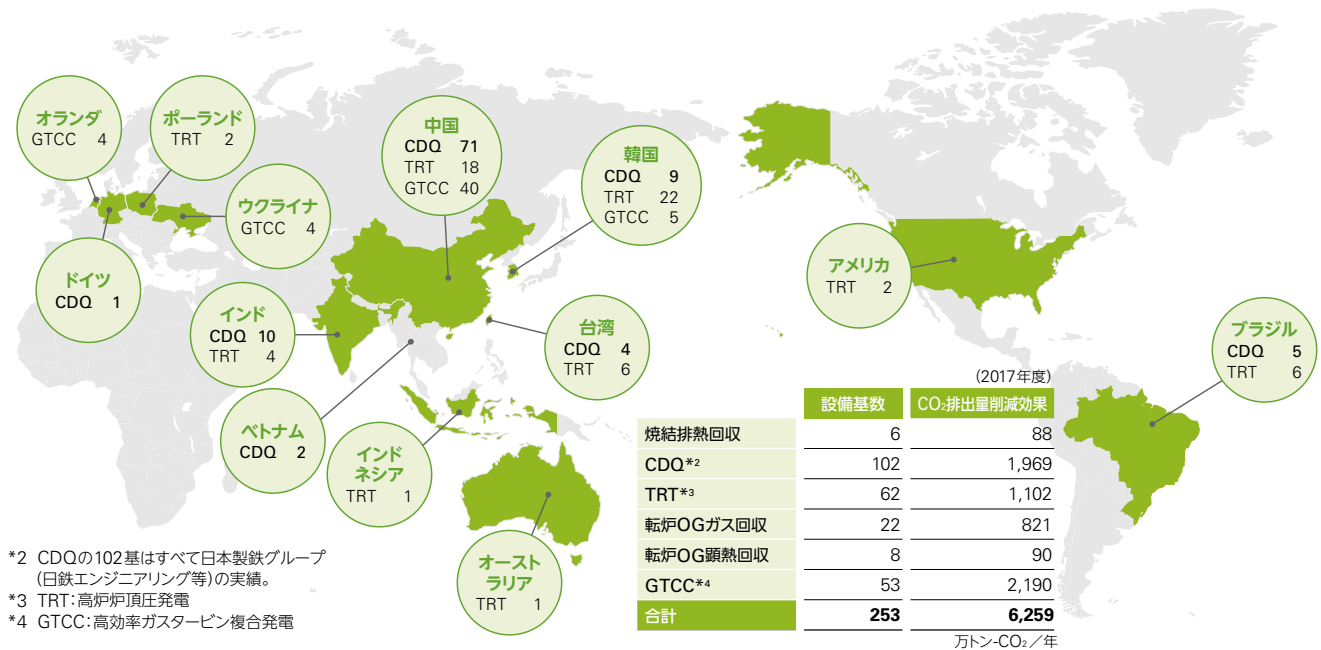 オランダ
GTCC 4
ポーランド
TRT 2
中国
CDQ 71
TRT 18
GTCC 40
韓国
CDQ 9
TRT 22
GTCC 5
ウクライナ
GTCC 4
ドイツ
CDQ 1
インド
CDQ 10
TRT 4
台湾
CDQ 4
TRT 6
アメリカ
TRT 2
ブラジル
CDQ 5
TRT 6
ベトナム
CDQ 2
インド
ネシア
TRT 1
オースト
ラリア
TRT 1
(2017年度)
設備基数 CO₂排出量削減効果
焼結排熱回収 6 88
CDQ*2 102 1,969
TRT*3 62 1,102
転炉OGガス回収 22 821
転炉OG顕熱回収 8 90
GTCC*4 53 2,190
合計 253 6,259
万トン-CO₂／年
*2 CDQの102基はすべて日本製鉄グループ
(日鉄エンジニアリング等)の実績。
*3 TRT:高炉炉頂圧発電
*4 GTCC:高効率ガスタービン複合発電